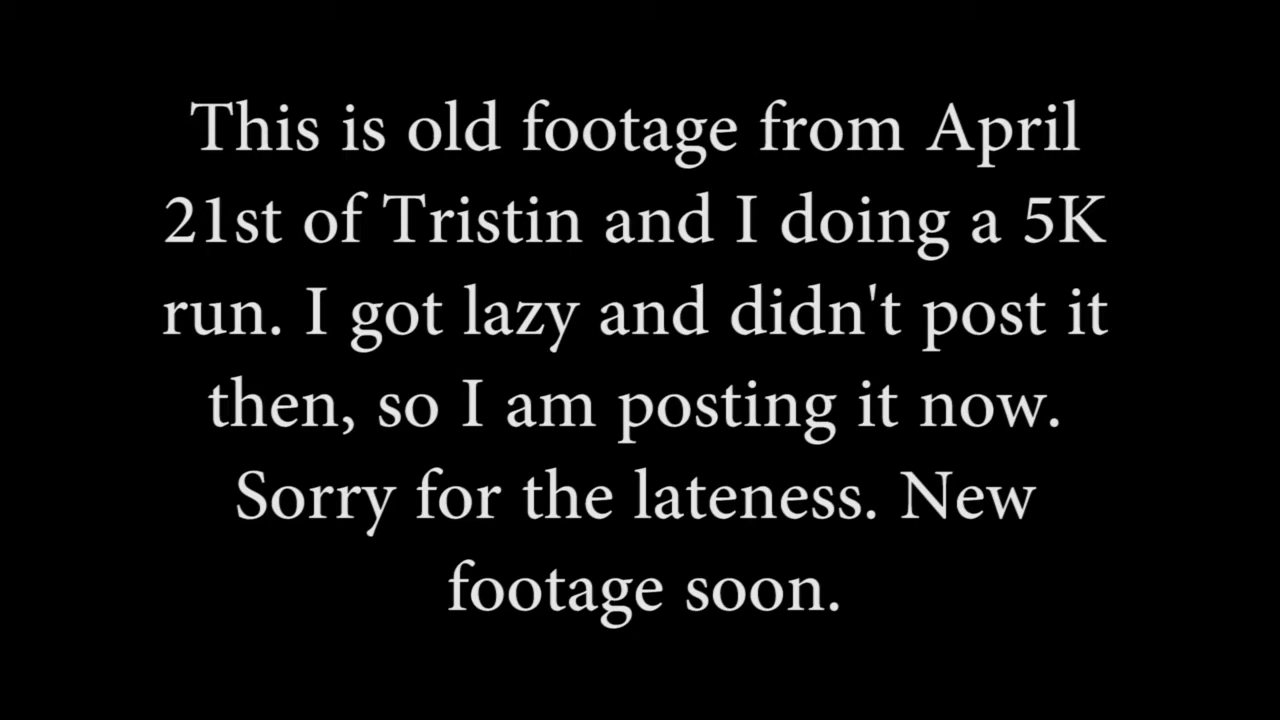 This is old footage from April
21st of Tristin and I doing a 5K
run. I got lazy and didn't post it
then, so I am posting it now.
Sorry for the lateness. New
footage soon.